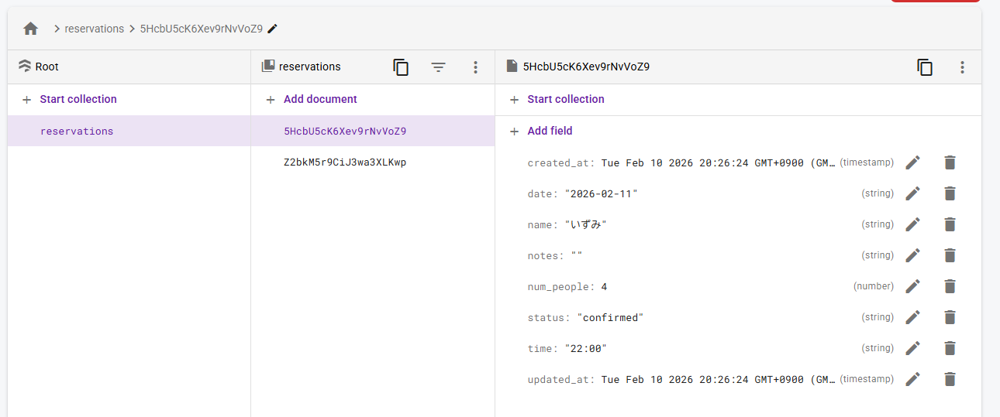 reservations 5HcbU5cK6Xev9rNvVoZ9
Root
reservations
5HcbU5cK6Xev9rNvVoZ9
+ Start collection
+ Add document
+ Start collection
reservations
5HcbU5cK6Xev9rNvVoZ9
Z2bkM5r9CiJ3wa3XLKwp
+ Add field
created_at: Tue Feb 10 2026 20:26:24 GMT+0900 (GM… (timestamp)
date: "2026-02-11" (string)
name: "いずみ" (string)
notes: "" (string)
num_people: 4 (number)
status: "confirmed" (string)
time: "22:00" (string)
updated_at: Tue Feb 10 2026 20:26:24 GMT+0900 (GM… (timestamp)